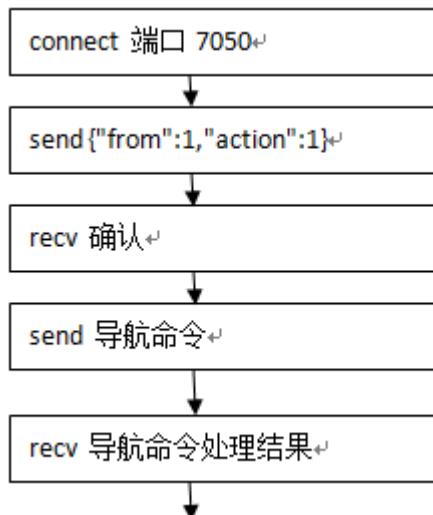 connect 端口 7050
send {"from":1,"action":1}
recv 确认
send 导航命令
recv 导航命令处理结果